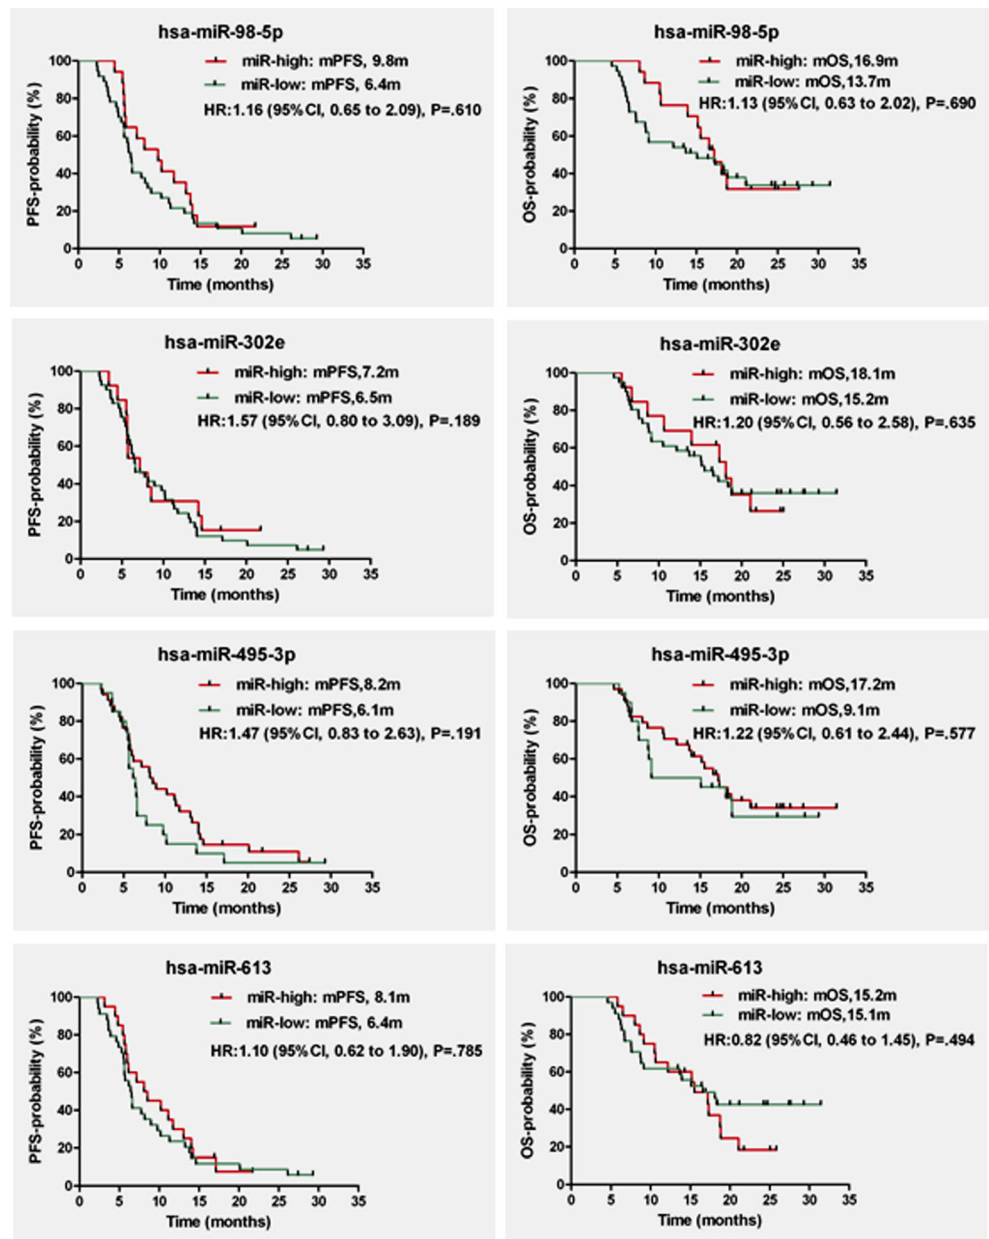 hsa-miR-98-5p
miR-high: mPFS, 9.8m
miR-low: mPFS, 6.4m
HR:1.16 (95%CI, 0.65 to 2.09), P=.610
PFS-probability (%)
100
80
60
40
20
0
0 5 10 15 20 25 30 35
Time (months)
hsa-miR-98-5p
miR-high: mOS,16.9m
miR-low: mOS,13.7m
HR:1.13 (95%CI, 0.63 to 2.02), P=.690
OS-probability (%)
100
80
60
40
20
0
0 5 10 15 20 25 30 35
Time (months)
hsa-miR-302e
miR-high: mPFS,7.2m
miR-low: mPFS,6.5m
HR:1.57 (95%CI, 0.80 to 3.09), P=.189
PFS-probability (%)
100
80
60
40
20
0
0 5 10 15 20 25 30 35
Time (months)
hsa-miR-302e
miR-high: mOS,18.1m
miR-low: mOS,15.2m
HR:1.20 (95%CI, 0.56 to 2.58), P=.635
OS-probability (%)
100
80
60
40
20
0
0 5 10 15 20 25 30 35
Time (months)
hsa-miR-495-3p
miR-high: mPFS,8.2m
miR-low: mPFS,6.1m
HR:1.47 (95%CI, 0.83 to 2.63), P=.191
PFS-probability (%)
100
80
60
40
20
0
0 5 10 15 20 25 30 35
Time (months)
hsa-miR-495-3p
miR-high: mOS,17.2m
miR-low: mOS,9.1m
HR:1.22 (95%CI, 0.61 to 2.44), P=.577
OS-probability (%)
100
80
60
40
20
0
0 5 10 15 20 25 30 35
Time (months)
hsa-miR-613
miR-high: mPFS, 8.1m
miR-low: mPFS, 6.4m
HR:1.10 (95%CI, 0.62 to 1.90), P=.785
PFS-probability (%)
100
80
60
40
20
0
0 5 10 15 20 25 30 35
Time (months)
hsa-miR-613
miR-high: mOS,15.2m
miR-low: mOS,15.1m
HR:0.82 (95%CI, 0.46 to 1.45), P=.494
OS-probability (%)
100
80
60
40
20
0
0 5 10 15 20 25 30 35
Time (months)